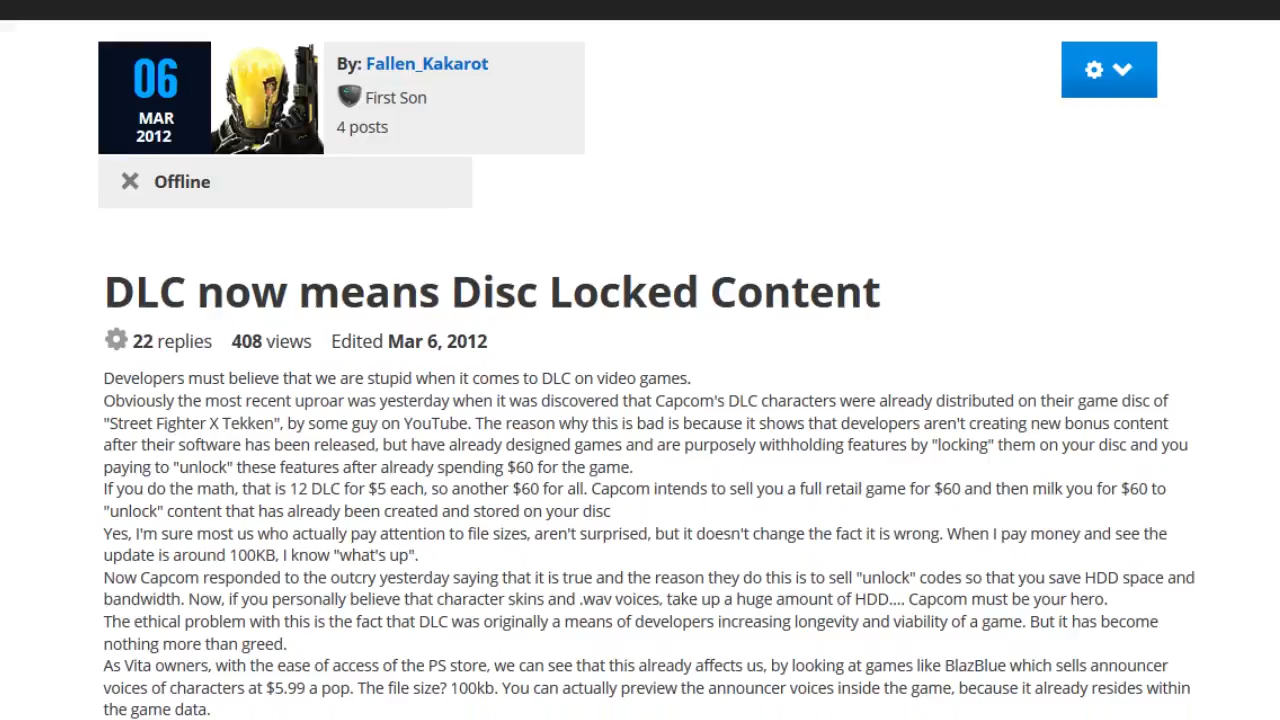 06
MAR
2012
By: Fallen_Kakarot
First Son
4 posts
Offline
DLC now means Disc Locked Content
22 replies 408 views Edited Mar 6, 2012
Developers must believe that we are stupid when it comes to DLC on video games.
Obviously the most recent uproar was yesterday when it was discovered that Capcom's DLC characters were already distributed on their game disc of
"Street Fighter X Tekken", by some guy on YouTube. The reason why this is bad is because it shows that developers aren't creating new bonus content
after their software has been released, but have already designed games and are purposely withholding features by "locking" them on your disc and you
paying to "unlock" these features after already spending $60 for the game.
If you do the math, that is 12 DLC for $5 each, so another $60 for all. Capcom intends to sell you a full retail game for $60 and then milk you for $60 to
"unlock" content that has already been created and stored on your disc
Yes, I'm sure most us who actually pay attention to file sizes, aren't surprised, but it doesn't change the fact it is wrong. When I pay money and see the
update is around 100KB, I know "what's up".
Now Capcom responded to the outcry yesterday saying that it is true and the reason they do this is to sell "unlock" codes so that you save HDD space and
bandwidth. Now, if you personally believe that character skins and .wav voices, take up a huge amount of HDD.... Capcom must be your hero.
The ethical problem with this is the fact that DLC was originally a means of developers increasing longevity and viability of a game. But it has become
nothing more than greed.
As Vita owners, with the ease of access of the PS store, we can see that this already affects us, by looking at games like BlazBlue which sells announcer
voices of characters at $5.99 a pop. The file size? 100kb. You can actually preview the announcer voices inside the game, because it already resides within
the game data.